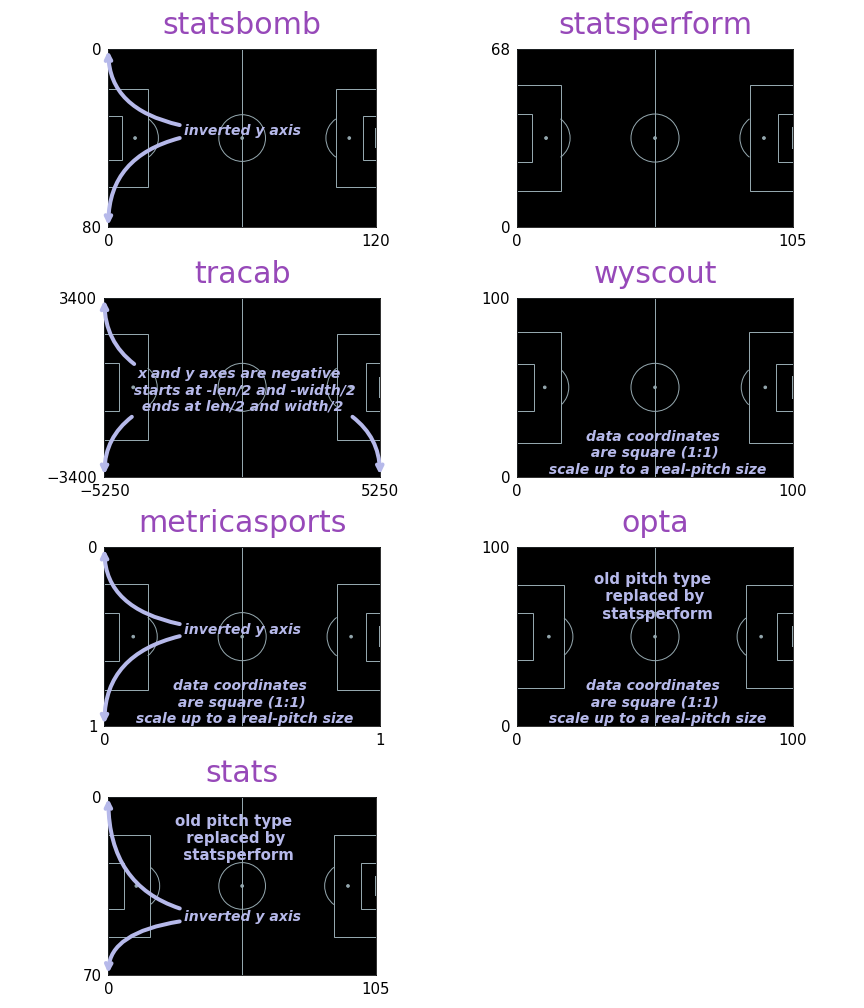 statsbomb
0
inverted y axis
80
0
120
statsperform
68
0
0
105
tracab
3400
x and y axes are negative
starts at -len/2 and -width/2
ends at len/2 and width/2
−3400
−5250
5250
wyscout
100
data coordinates
are square (1:1)
scale up to a real-pitch size
0
0
100
metricasports
0
inverted y axis
data coordinates
are square (1:1)
scale up to a real-pitch size
1
0
1
opta
100
old pitch type
replaced by
statsperform
data coordinates
are square (1:1)
scale up to a real-pitch size
0
0
100
stats
0
old pitch type
replaced by
statsperform
inverted y axis
70
0
105